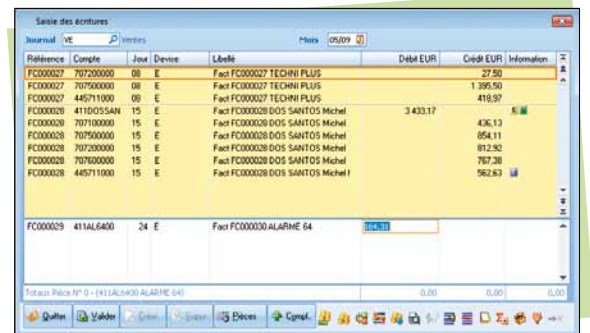 Saisie des écritures
Journal VE Ventes Mois 05/09
Référence Compte Jour Devise Libellé Débit EUR Crédit EUR Information
FC000027 707200000 08 E Fact FC000027 TECHNI PLUS 27,50
FC000027 707500000 08 E Fact FC000027 TECHNI PLUS 1 395,50
FC000027 445711000 08 E Fact FC000027 TECHNI PLUS 418,97
FC000028 411DOSSAN 15 E Fact FC000028 DOS SANTOS Michel 3 433,17
FC000028 707100000 15 E Fact FC000028 DOS SANTOS Michel 436,13
FC000028 707500000 15 E Fact FC000028 DOS SANTOS Michel 854,11
FC000028 707200000 15 E Fact FC000028 DOS SANTOS Michel 812,92
FC000028 707600000 15 E Fact FC000028 DOS SANTOS Michel 767,38
FC000028 445711000 15 E Fact FC000028 DOS SANTOS Michel 562,63
FC000029 411AL6400 24 E Fact FC000030 ALARME 64 164,31
Totaux Pièce N° 0 - (411AL6400 ALARME 64) 0,00 0,00 0,00
Quitter Valider Créer Suppr. Pièces Compl.